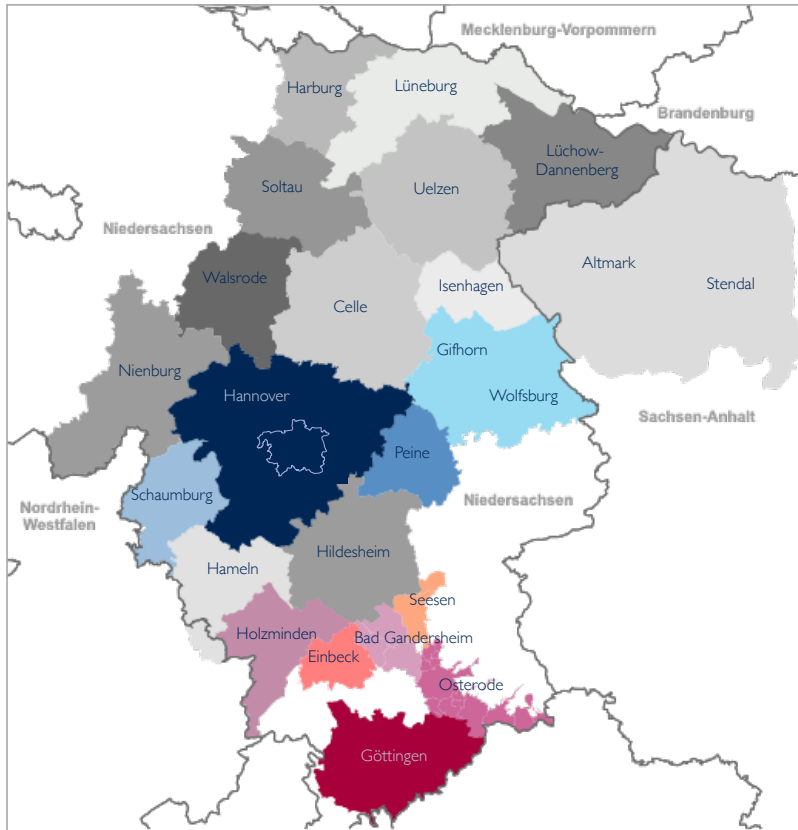 Mecklenburg-Vorpommern
Harburg
Lüneburg
Brandenburg
Lüchow-
Dannenberg
Soltau
Uelzen
Niedersachsen
Walsrode
Altmark
Stendal
Isenhagen
Celle
Gifhorn
Nienburg
Hannover
Wolfsburg
Sachsen-Anhalt
Peine
Schaumburg
Niedersachsen
Nordrhein-
Westfalen
Hildesheim
Hameln
Seesen
Holzminden
Bad Gandersheim
Einbeck
Osterode
Göttingen